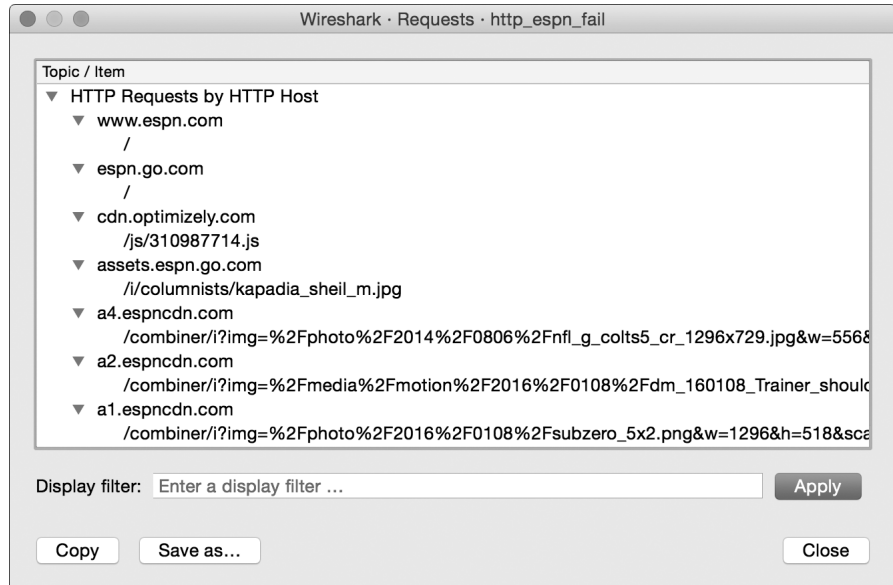 Wireshark · Requests · http_espn_fail
Topic / Item
HTTP Requests by HTTP Host
www.espn.com
/
espn.go.com
/
cdn.optimizely.com
/js/310987714.js
assets.espn.go.com
/i/columnists/kapadia_sheil_m.jpg
a4.espncdn.com
/combiner/i?img=%2Fphoto%2F2014%2F0806%2Fnfl_g_colts5_cr_1296x729.jpg&w=556&
a2.espncdn.com
/combiner/i?img=%2Fmedia%2Fmotion%2F2016%2F0108%2Fdm_160108_Trainer_should
a1.espncdn.com
/combiner/i?img=%2Fphoto%2F2016%2F0108%2Fsubzero_5x2.png&w=1296&h=518&sca
Display filter: Enter a display filter … Apply
Copy Save as… Close